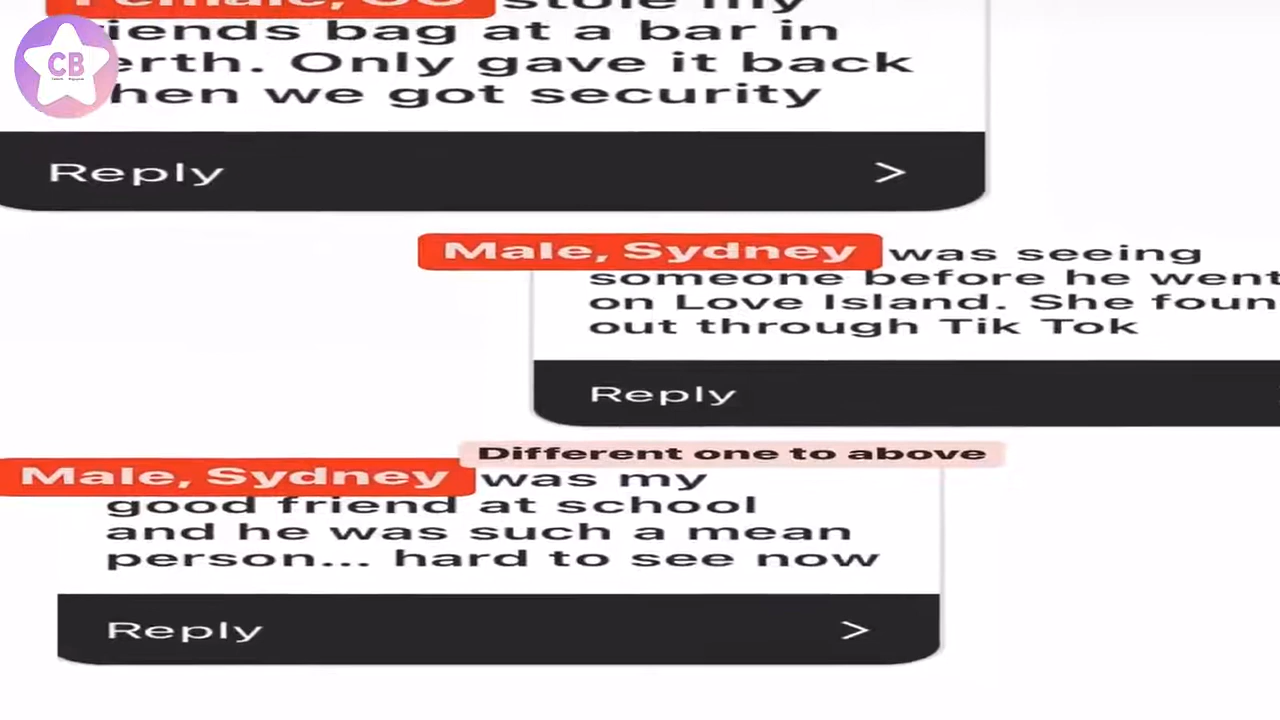 stole my
iends bag at a bar in
erth. Only gave it back
hen we got security
Reply >
Male, Sydney was seeing
someone before he went
on Love Island. She foun
out through Tik Tok
Reply
Different one to above
Male, Sydney was my
good friend at school
and he was such a mean
person... hard to see now
Reply >
CB